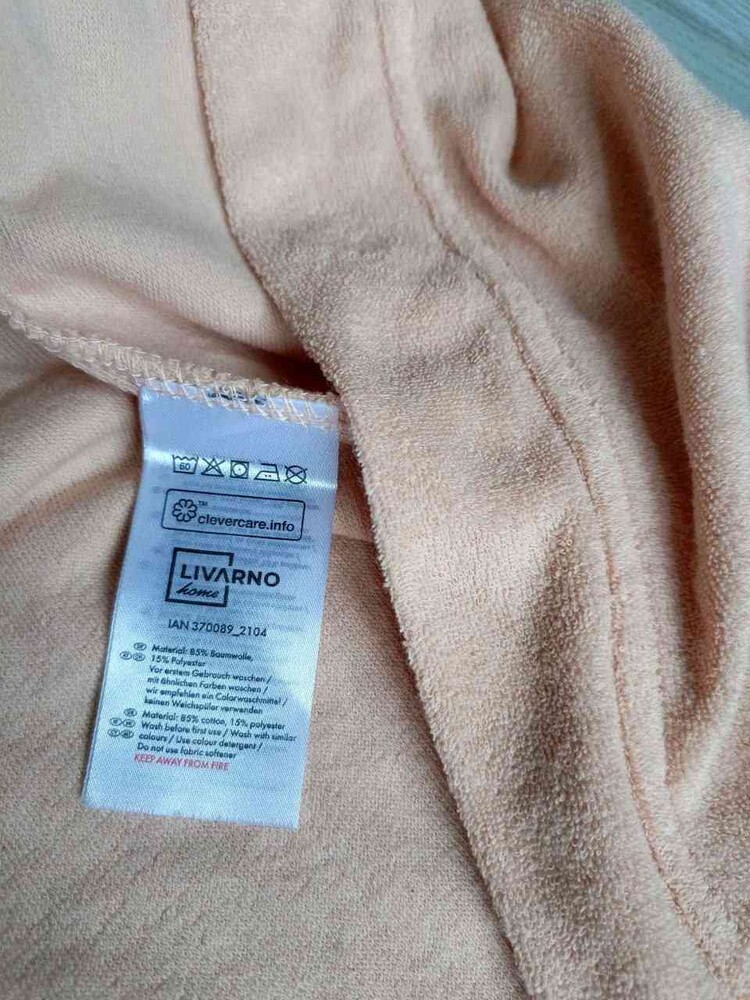 60
clevercare.info
TM
LIVARNO
home
IAN 370089_2104
Material: 85% Baumwolle,
15% Polyester
Vor erstem Gebrauch waschen /
mit ähnlichen Farben waschen /
wir empfehlen ein Colorwaschmittel /
keinen Weichspüler verwenden
Material: 85% cotton, 15% polyester
Wash before first use / Wash with similar
colours / Use colour detergent /
Do not use fabric softener
KEEP AWAY FROM FIRE